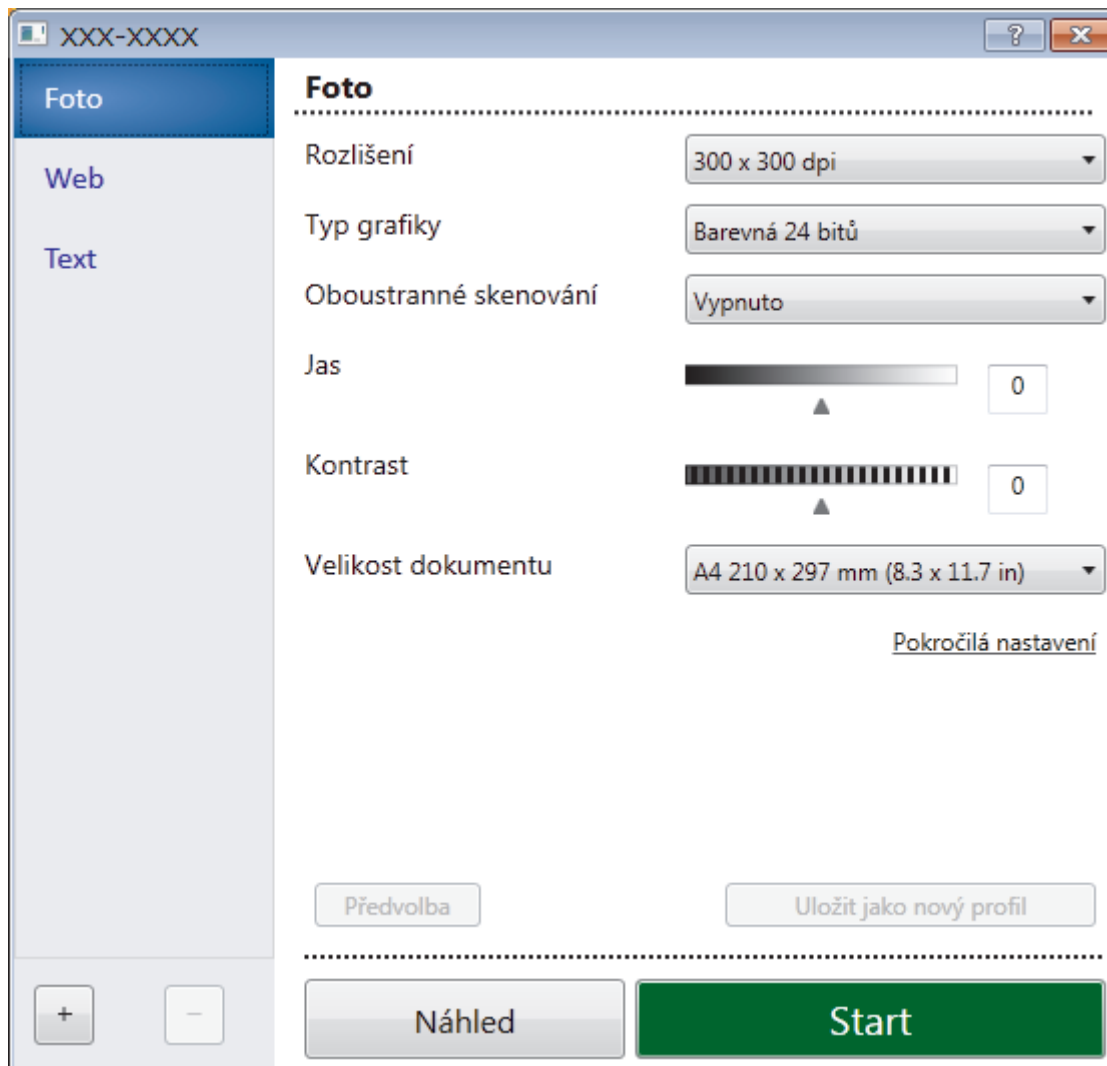 XXX-XXXX
?
Foto
Web
Text
Foto
Rozlišení 300 x 300 dpi
Typ grafiky Barevná 24 bitů
Oboustranné skenování Vypnuto
Jas 0
Kontrast 0
Velikost dokumentu A4 210 x 297 mm (8.3 x 11.7 in)
Pokročilá nastavení
Předvolba Uložit jako nový profil
+ − Náhled Start